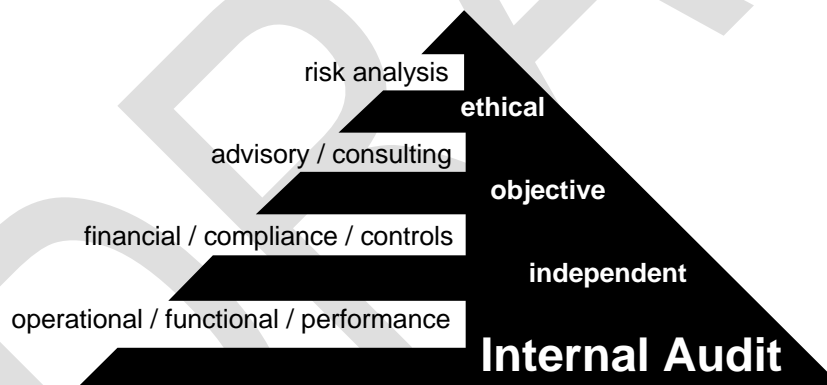 risk analysis
ethical
advisory / consulting
objective
financial / compliance / controls
independent
operational / functional / performance
Internal Audit